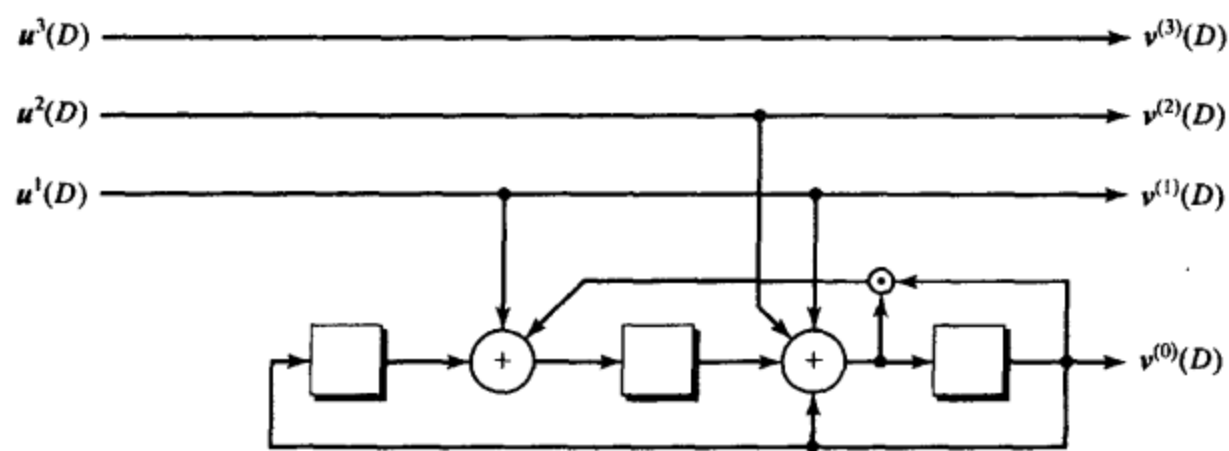 u³(D) v⁽³⁾(D)
u²(D) v⁽²⁾(D)
u¹(D) v⁽¹⁾(D)
+ + v⁽⁰⁾(D)